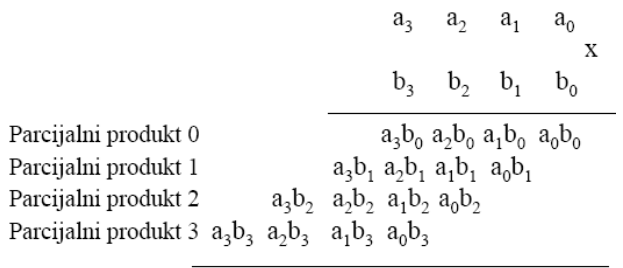 a₃ a₂ a₁ a₀
x
b₃ b₂ b₁ b₀
Parcijalni produkt 0 a₃b₀ a₂b₀ a₁b₀ a₀b₀
Parcijalni produkt 1 a₃b₁ a₂b₁ a₁b₁ a₀b₁
Parcijalni produkt 2 a₃b₂ a₂b₂ a₁b₂ a₀b₂
Parcijalni produkt 3 a₃b₃ a₂b₃ a₁b₃ a₀b₃